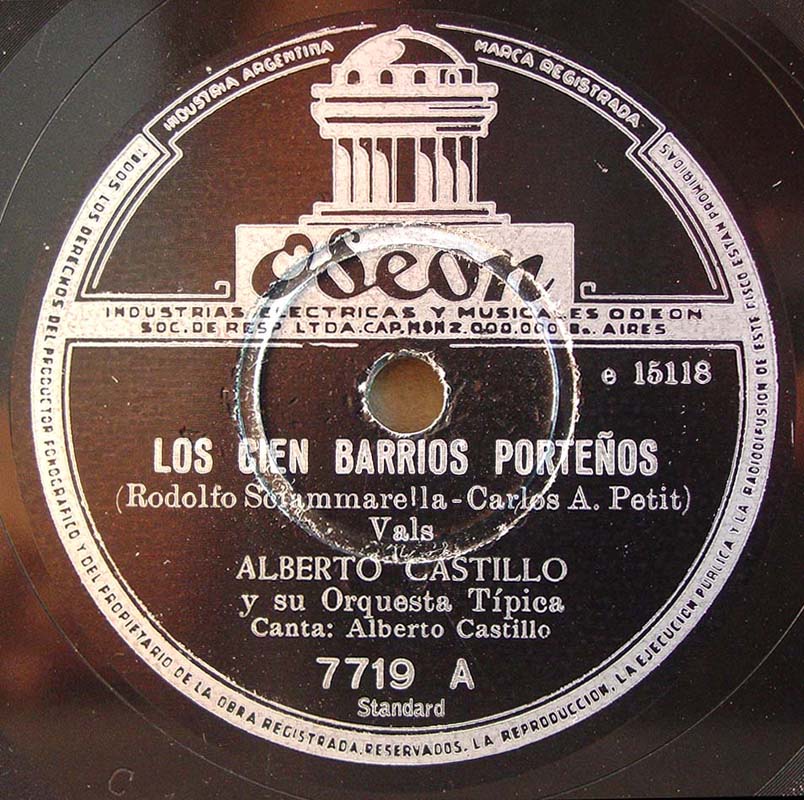 INDUSTRIA ARGENTINA
MARCA REGISTRADA
Odeon
INDUSTRIAS ELECTRICAS Y MUSICALES ODEON
SOC. DE RESP. LTDA. CAP. M$N 2.000.000 Bs. AIRES
e 15118
LOS CIEN BARRIOS PORTEÑOS
(Rodolfo Sciammarella - Carlos A. Petit)
Vals
ALBERTO CASTILLO
y su Orquesta Típica
Canta: Alberto Castillo
7719 A
Standard
TODOS LOS DERECHOS DEL PRODUCTOR FONOGRAFICO Y DEL PROPIETARIO DE LA OBRA REGISTRADA, RESERVADOS. LA REPRODUCCION, LA EJECUCION PUBLICA Y LA RADIODIFUSION DE ESTE DISCO ESTAN PROHIBIDAS
C